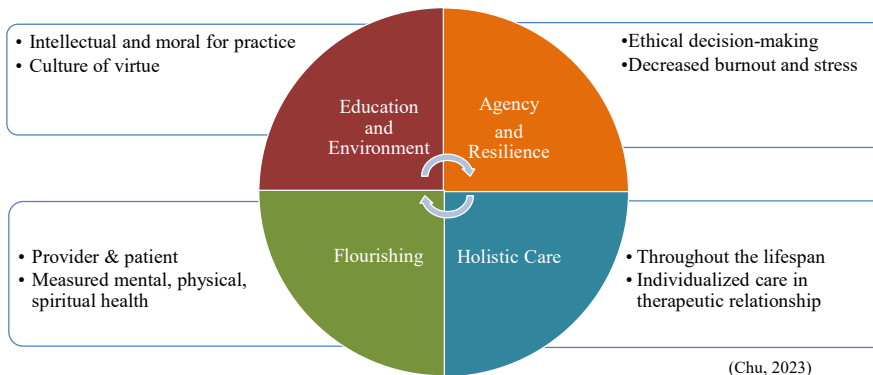 • Intellectual and moral for practice
• Culture of virtue
Education
and
Environment
Agency
and
Resilience
•Ethical decision-making
•Decreased burnout and stress
• Provider & patient
• Measured mental, physical,
spiritual health
Flourishing
Holistic Care
• Throughout the lifespan
• Individualized care in
therapeutic relationship
(Chu, 2023)